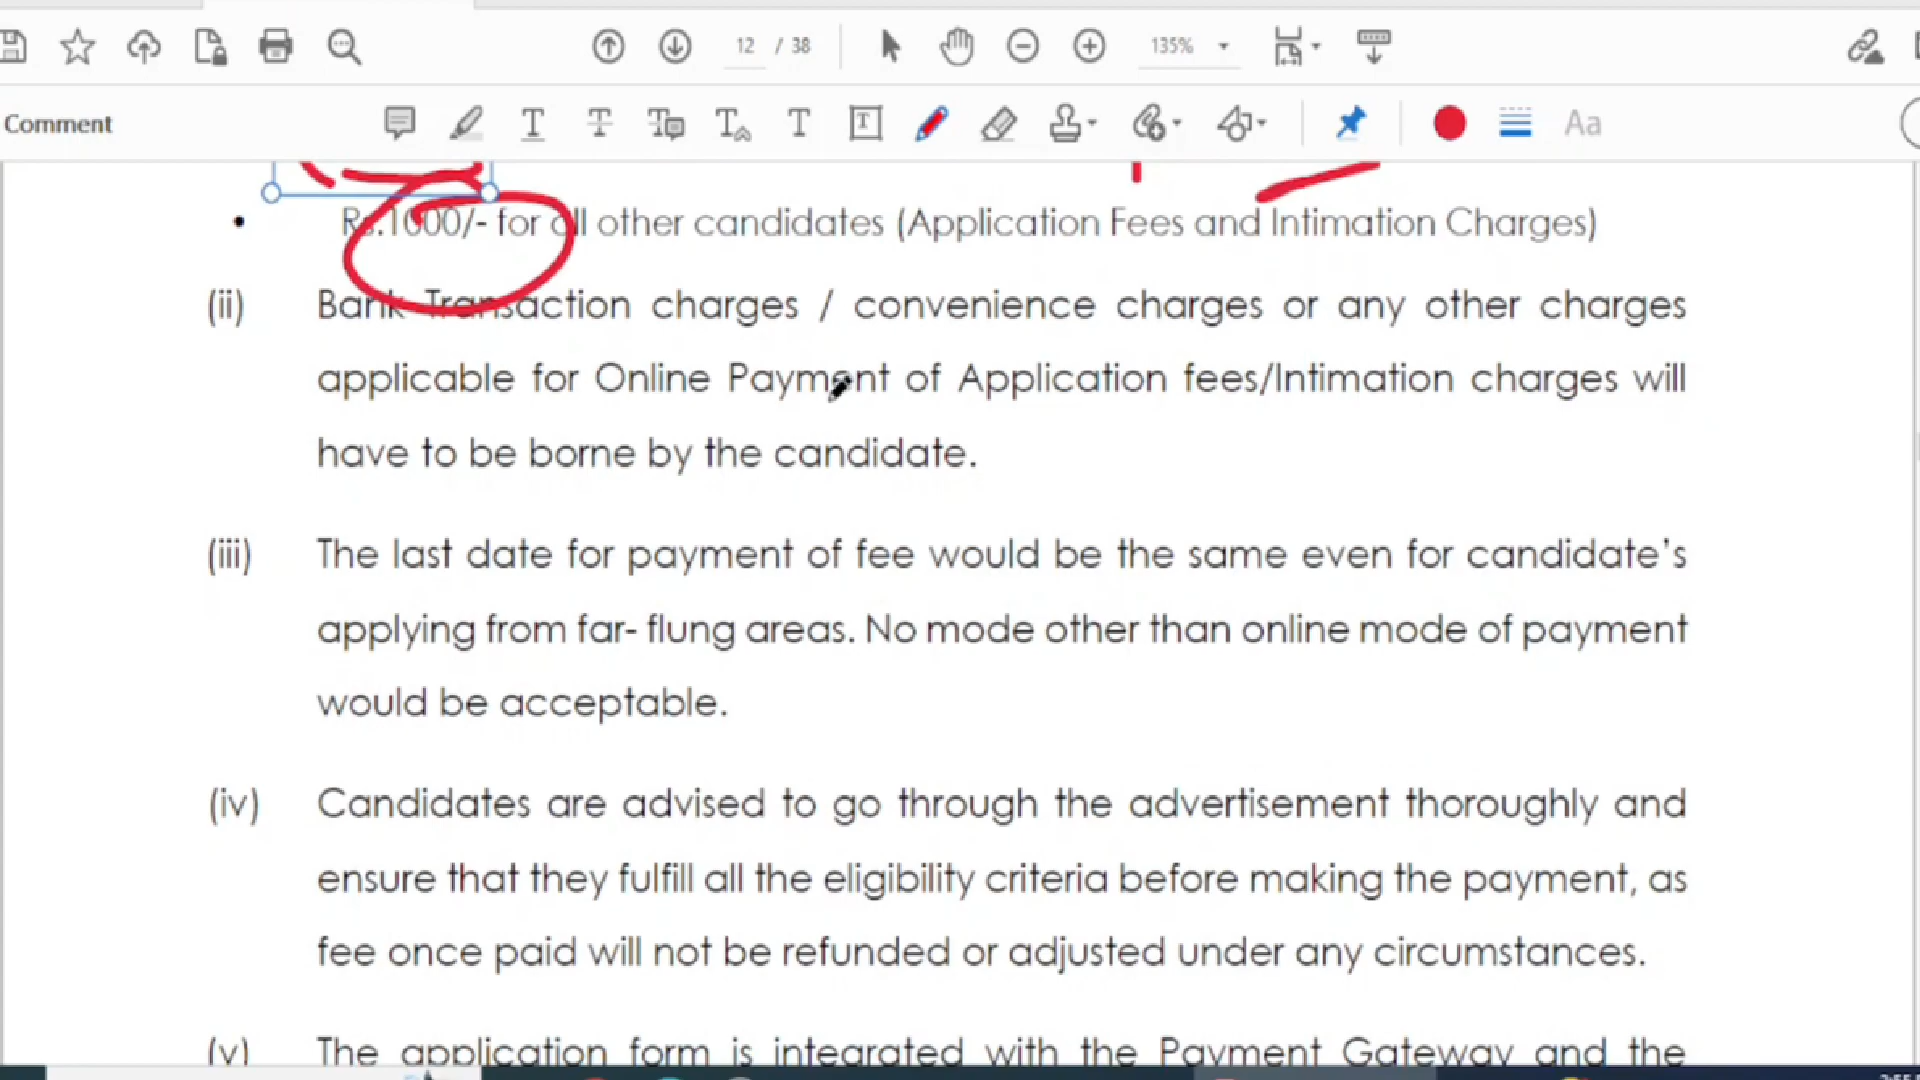 12 / 38
135%
Comment
Aa
• Rs.1000/- for all other candidates (Application Fees and Intimation Charges)
(ii) Bank Transaction charges / convenience charges or any other charges
applicable for Online Payment of Application fees/Intimation charges will
have to be borne by the candidate.
(iii) The last date for payment of fee would be the same even for candidate's
applying from far- flung areas. No mode other than online mode of payment
would be acceptable.
(iv) Candidates are advised to go through the advertisement thoroughly and
ensure that they fulfill all the eligibility criteria before making the payment, as
fee once paid will not be refunded or adjusted under any circumstances.
(v) The application form is integrated with the Payment Gateway and the